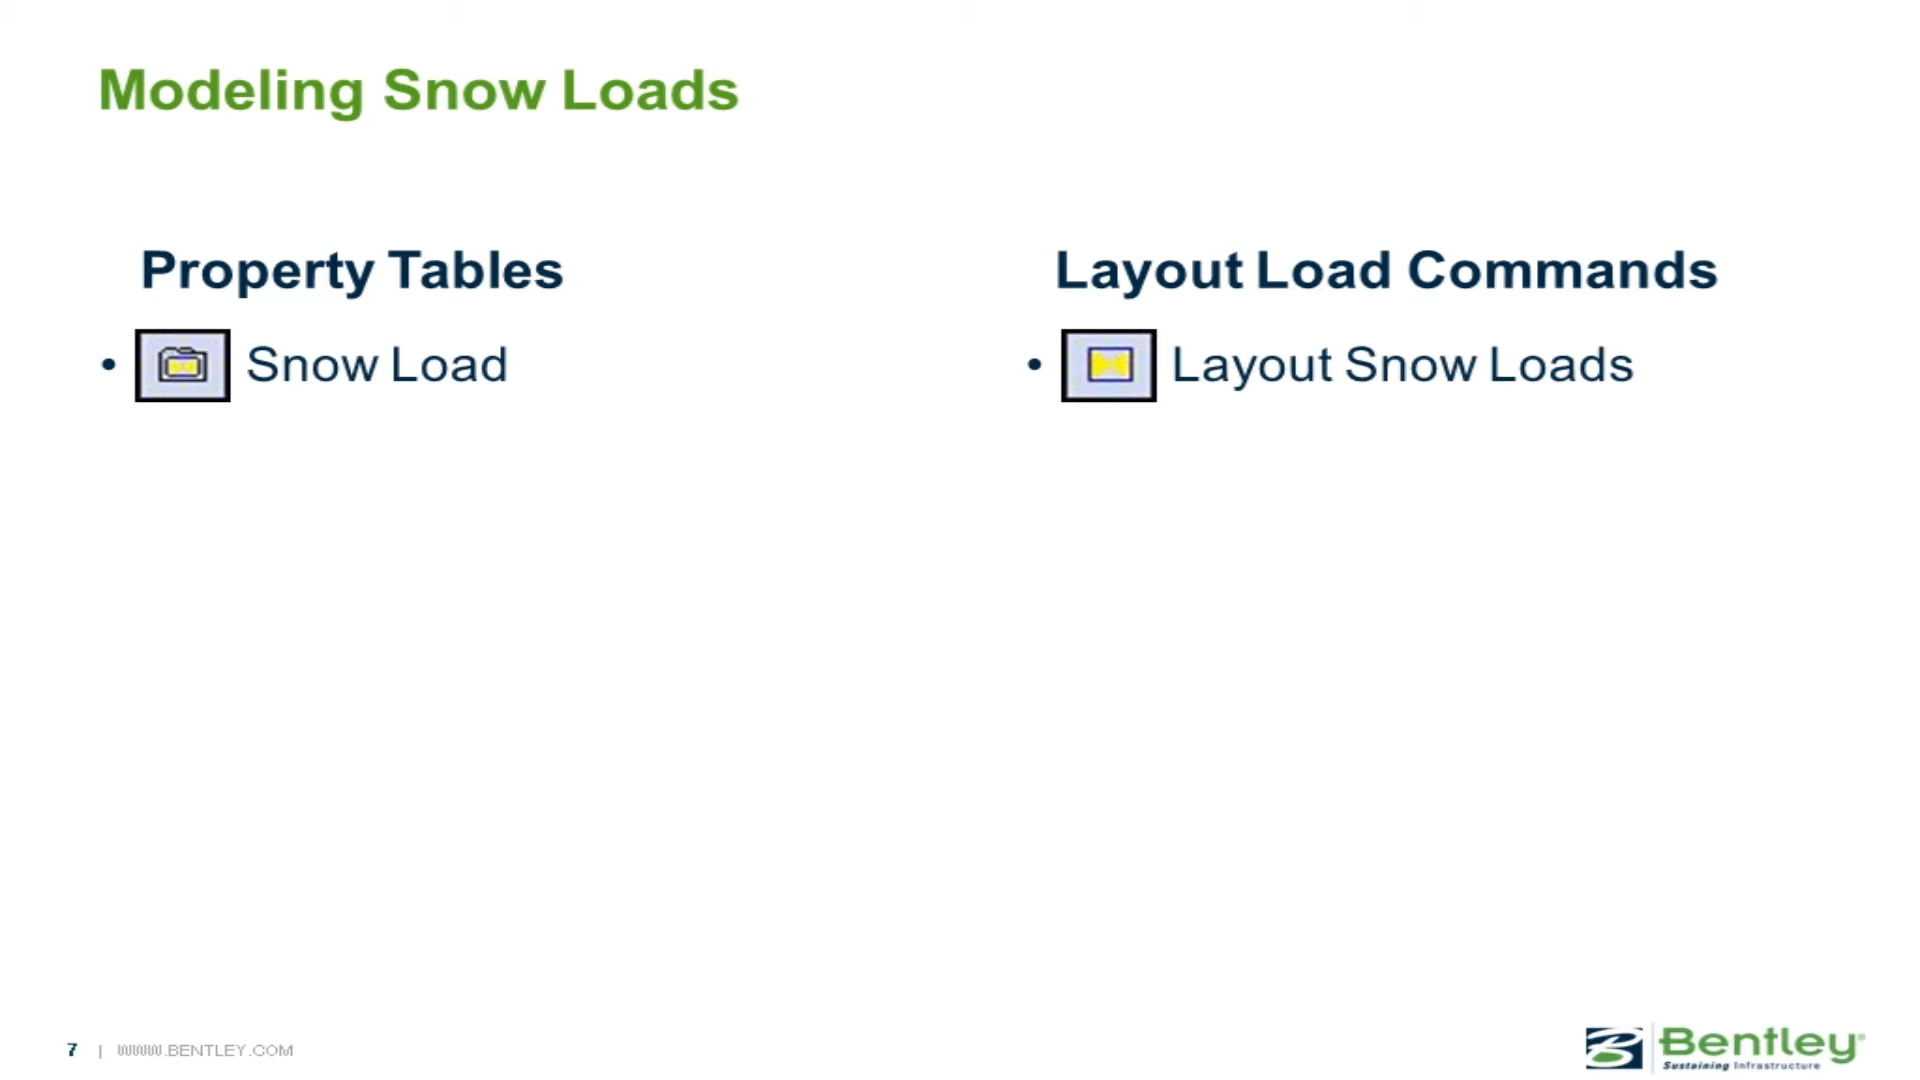 Modeling Snow Loads
Property Tables
• Snow Load
Layout Load Commands
• Layout Snow Loads
7 | WWW.BENTLEY.COM
Bentley®
Sustaining Infrastructure